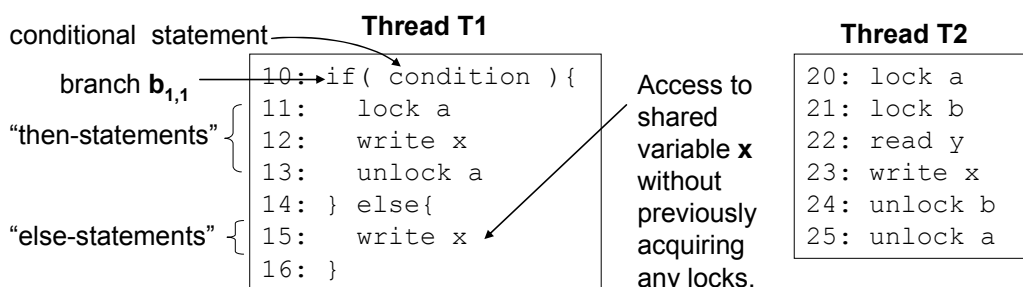 Thread T1
Thread T2
conditional statement
branch b1,1
"then-statements"
"else-statements"
10: if( condition ){
11:   lock a
12:   write x
13:   unlock a
14: } else{
15:   write x
16: }
Access to
shared
variable x
without
previously
acquiring
any locks.
20: lock a
21: lock b
22: read y
23: write x
24: unlock b
25: unlock a